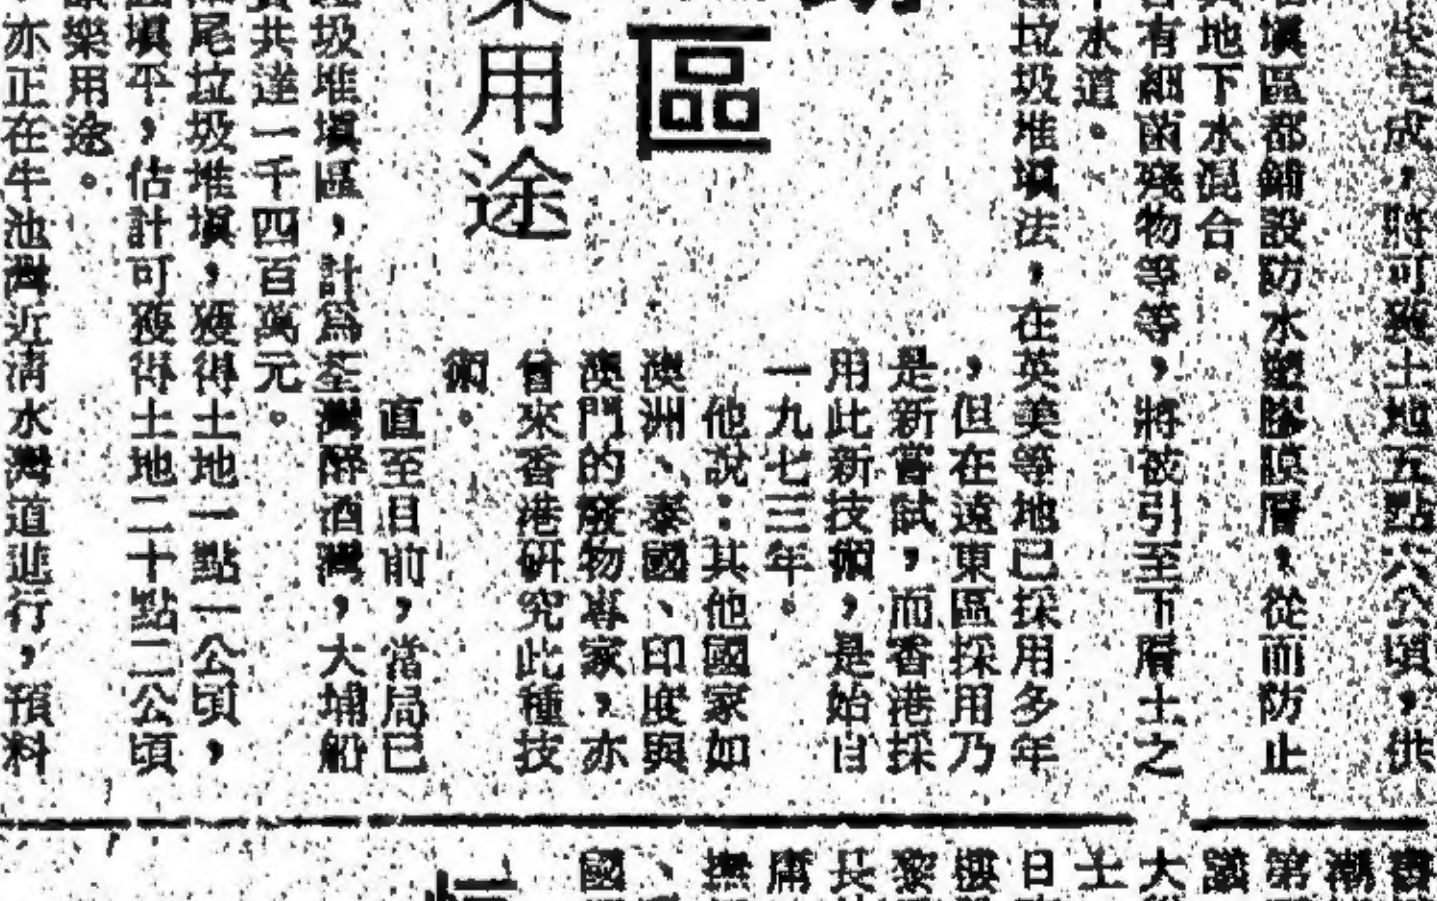 區
用途
成，將可獲土地五點六公頃，供
填區都鋪設防水塑膠膜層，從而防止
地下水混合。
有細菌殘物等等，將被引至下層土之
水道。
垃圾堆填法，在英美等地已採用多年
，但在遠東區採用乃
是新嘗試，而香港採
用此新技術，是始自
一九七三年。
他說：其他國家如
澳洲、泰國、印度與
澳門的廢物專家，亦
曾來香港研究此種技
術。
直至目前，當局已
圾堆填區，計為荃灣醉酒灣，大埔船
共達一千四百萬元。
尾垃圾堆填，獲得土地一點一公頃，
填平，估計可獲得土地二十點二公頃
樂用途。
亦正在牛池灣近清水灣道進行，預料
第
大
士
日
樓
黎
長
撫
國